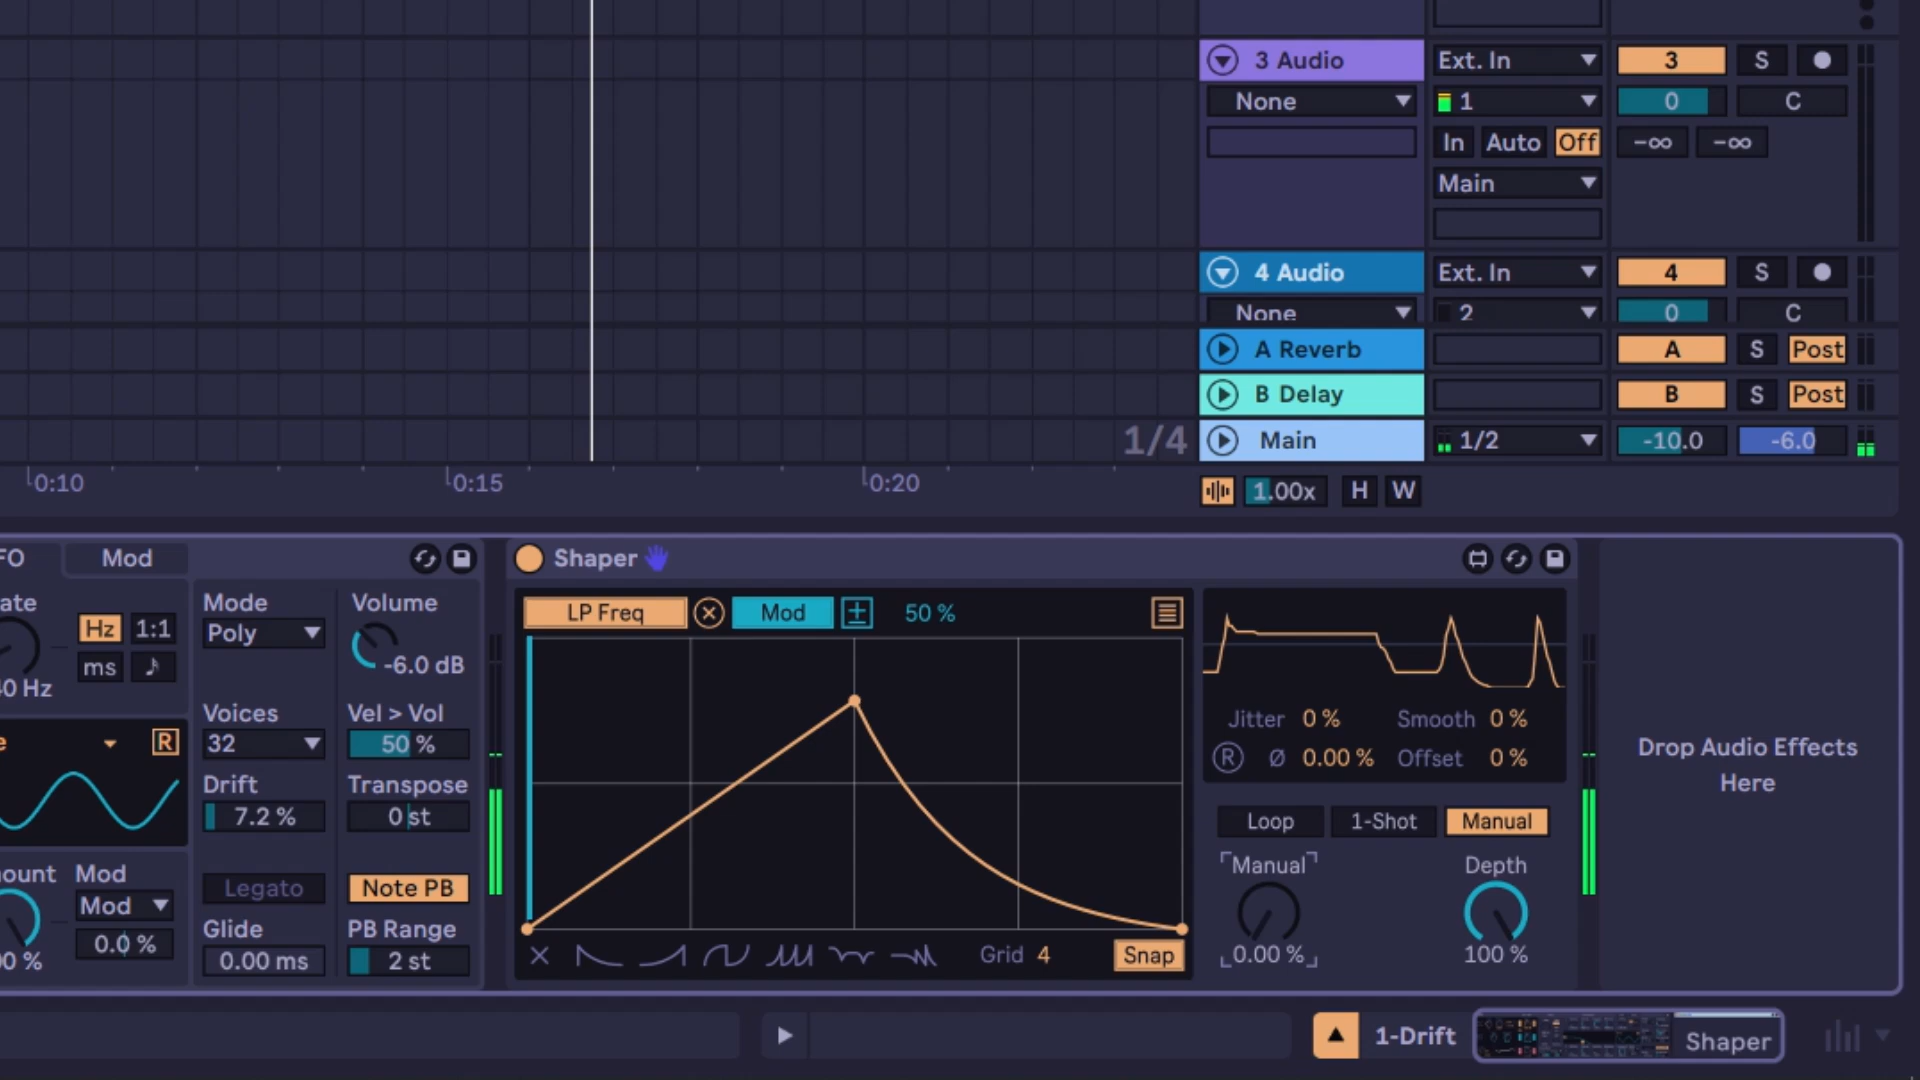 3 Audio Ext. In 3 S
None 1 0 C
In Auto Off -∞ -∞
Main
4 Audio Ext. In 4 S
None 2 0 C
A Reverb A S Post
B Delay B S Post
1/4 Main 1/2 -10.0 -6.0
0:10 0:15 0:20 1.00x H W
FO Mod
ate Hz 1:1
ms
40 Hz
e R
ount Mod
Mod
00 % 0.0 %
Mode
Poly
Voices
32
Drift
7.2 %
Legato
Glide
0.00 ms
Volume
-6.0 dB
Vel > Vol
50 %
Transpose
0 st
Note PB
PB Range
2 st
Shaper
LP Freq Mod ± 50 %
Grid 4 Snap
Jitter 0 % Smooth 0 %
R Ø 0.00 % Offset 0 %
Loop 1-Shot Manual
Manual Depth
0.00 % 100 %
Drop Audio Effects
Here
1-Drift Shaper